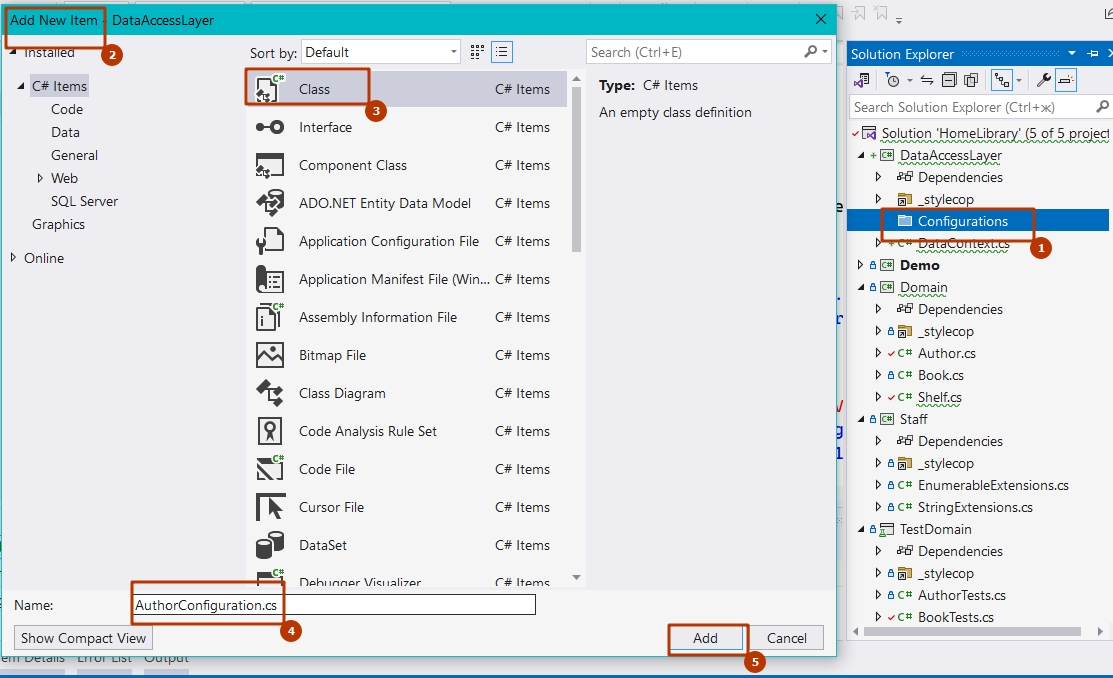 Add New Item - DataAccessLayer
2
Installed
C# Items
Code
Data
General
Web
SQL Server
Graphics
Online
Sort by: Default
Search (Ctrl+E)
Class C# Items
3
Interface C# Items
Component Class C# Items
ADO.NET Entity Data Model C# Items
Application Configuration File C# Items
Application Manifest File (Win... C# Items
Assembly Information File C# Items
Bitmap File C# Items
Class Diagram C# Items
Code Analysis Rule Set C# Items
Code File C# Items
Cursor File C# Items
DataSet C# Items
Debugger Visualizer C# Items
Type: C# Items
An empty class definition
Name: AuthorConfiguration.cs
4
Show Compact View
Add
Cancel
5
Error List
Output
Solution Explorer
Search Solution Explorer (Ctrl+ж)
Solution 'HomeLibrary' (5 of 5 project
DataAccessLayer
Dependencies
_stylecop
Configurations
1
DataContext.cs
Demo
Domain
Dependencies
_stylecop
Author.cs
Book.cs
Shelf.cs
Staff
Dependencies
_stylecop
EnumerableExtensions.cs
StringExtensions.cs
TestDomain
Dependencies
_stylecop
AuthorTests.cs
BookTests.cs